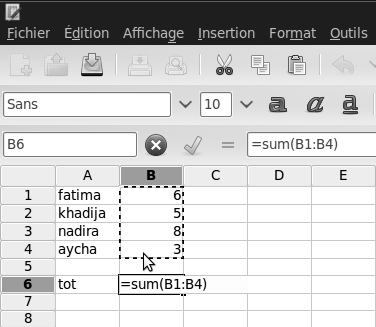 Fichier Edition Affichage Insertion Format Outils
Sans 10 a a a
B6 = =sum(B1:B4)
A B C D E
1 fatima 6
2 khadija 5
3 nadira 8
4 aycha 3
5
6 tot =sum(B1:B4)
7
8